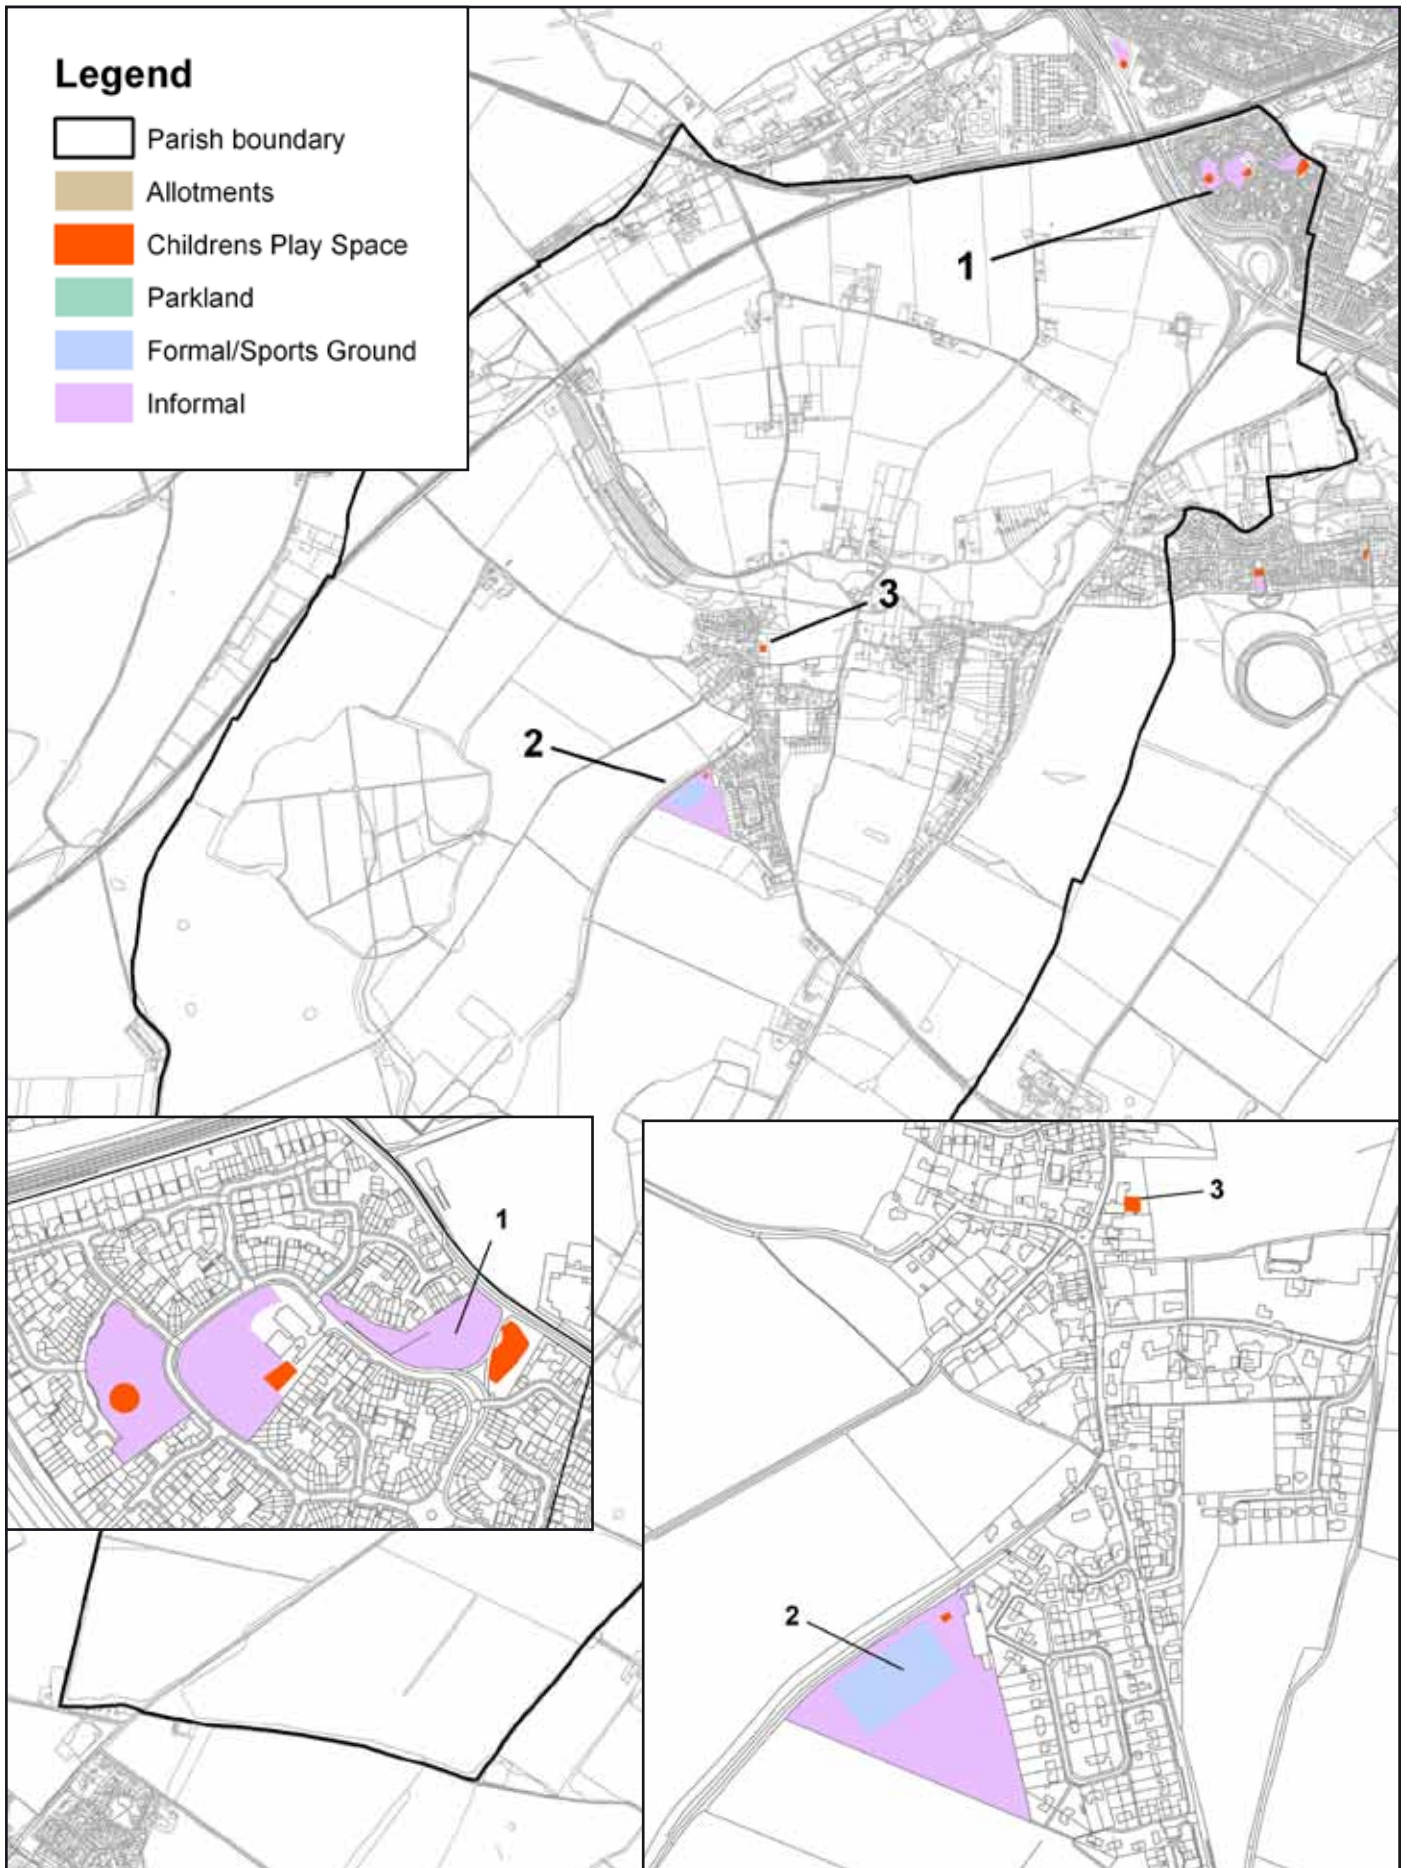 Legend
Parish boundary
Allotments
Childrens Play Space
Parkland
Formal/Sports Ground
Informal
1
3
2
1
3
2